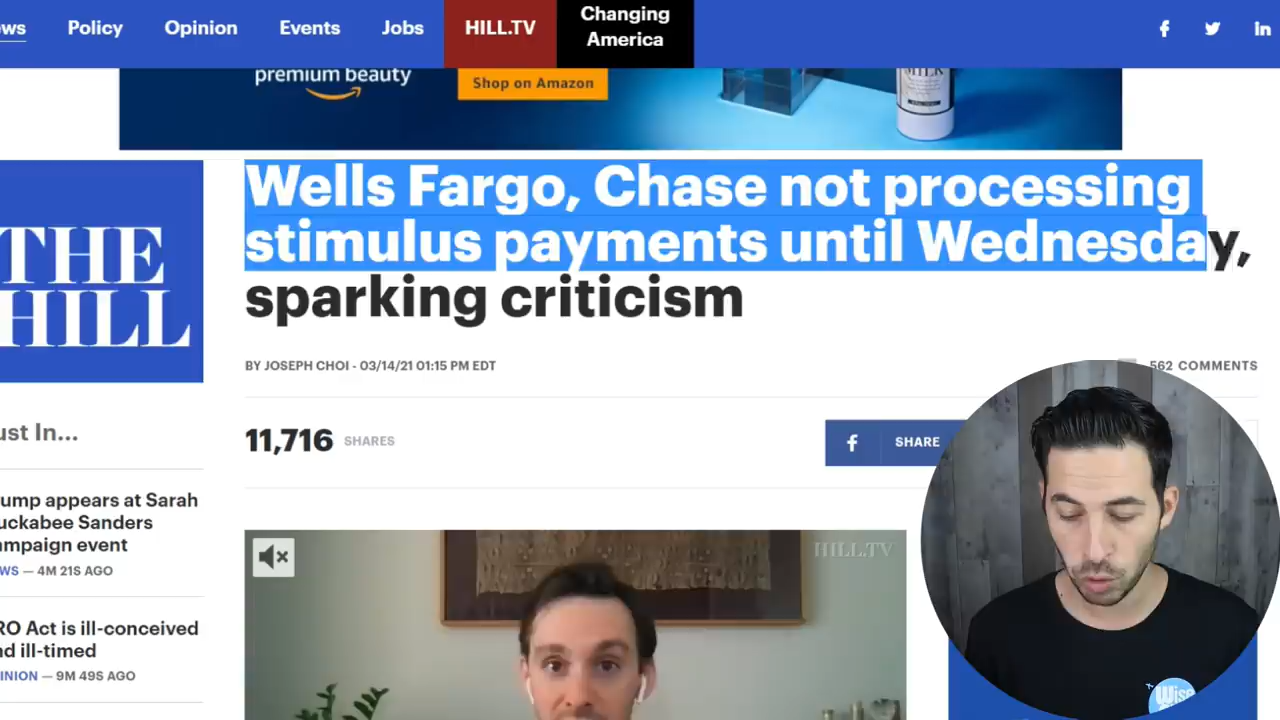 Policy
Opinion
Events
Jobs
HILL.TV
Changing
America
premium beauty
Shop on Amazon
MILK
Wells Fargo, Chase not processing
stimulus payments until Wednesday,
sparking criticism
THE
HILL
BY JOSEPH CHOI - 03/14/21 01:15 PM EDT
562 COMMENTS
11,716 SHARES
SHARE
ust In...
ump appears at Sarah
uckabee Sanders
mpaign event
WS — 4M 21S AGO
RO Act is ill-conceived
nd ill-timed
INION — 9M 49S AGO
HILL.TV
Wise